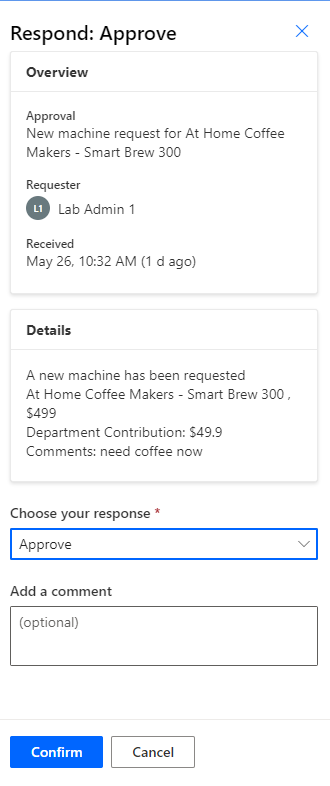 Respond: Approve
Overview
Approval
New machine request for At Home Coffee
Makers - Smart Brew 300
Requester
L1 Lab Admin 1
Received
May 26, 10:32 AM (1 d ago)
Details
A new machine has been requested
At Home Coffee Makers - Smart Brew 300 ,
$499
Department Contribution: $49.9
Comments: need coffee now
Choose your response *
Approve
Add a comment
(optional)
Confirm Cancel